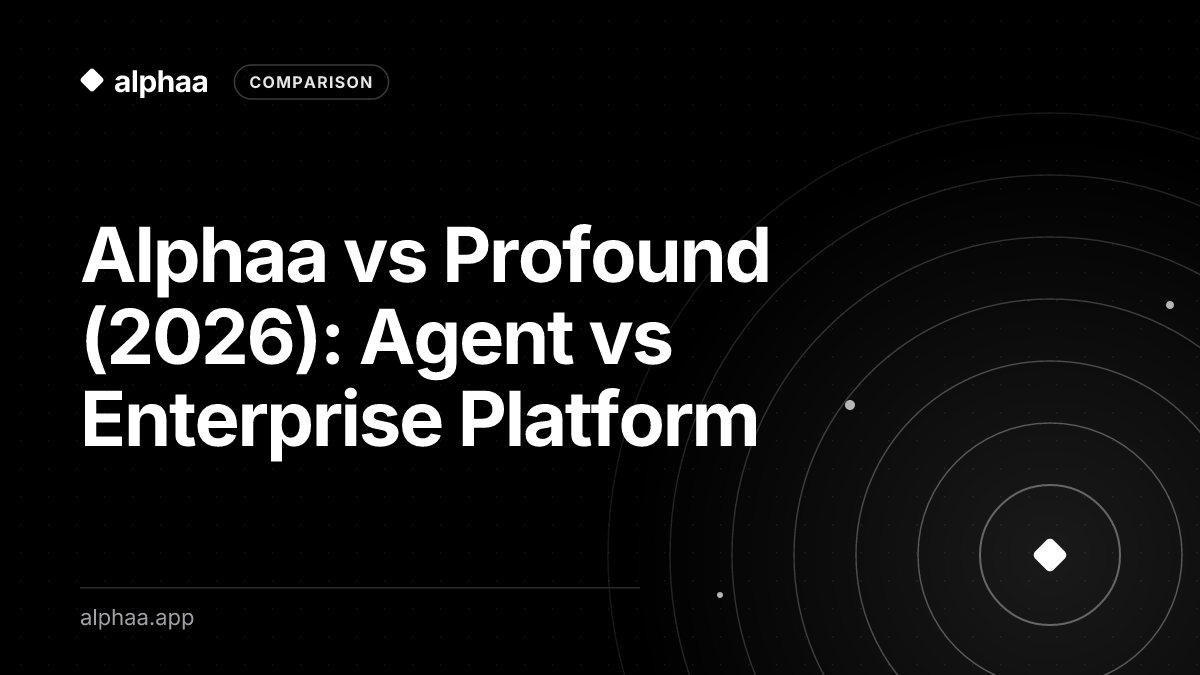 alphaa
COMPARISON
Alphaa vs Profound
(2026): Agent vs
Enterprise Platform
alphaa.app